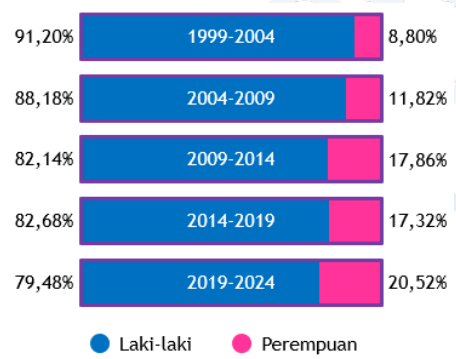 91,20% 1999-2004 8,80%
88,18% 2004-2009 11,82%
82,14% 2009-2014 17,86%
82,68% 2014-2019 17,32%
79,48% 2019-2024 20,52%
Laki-laki Perempuan